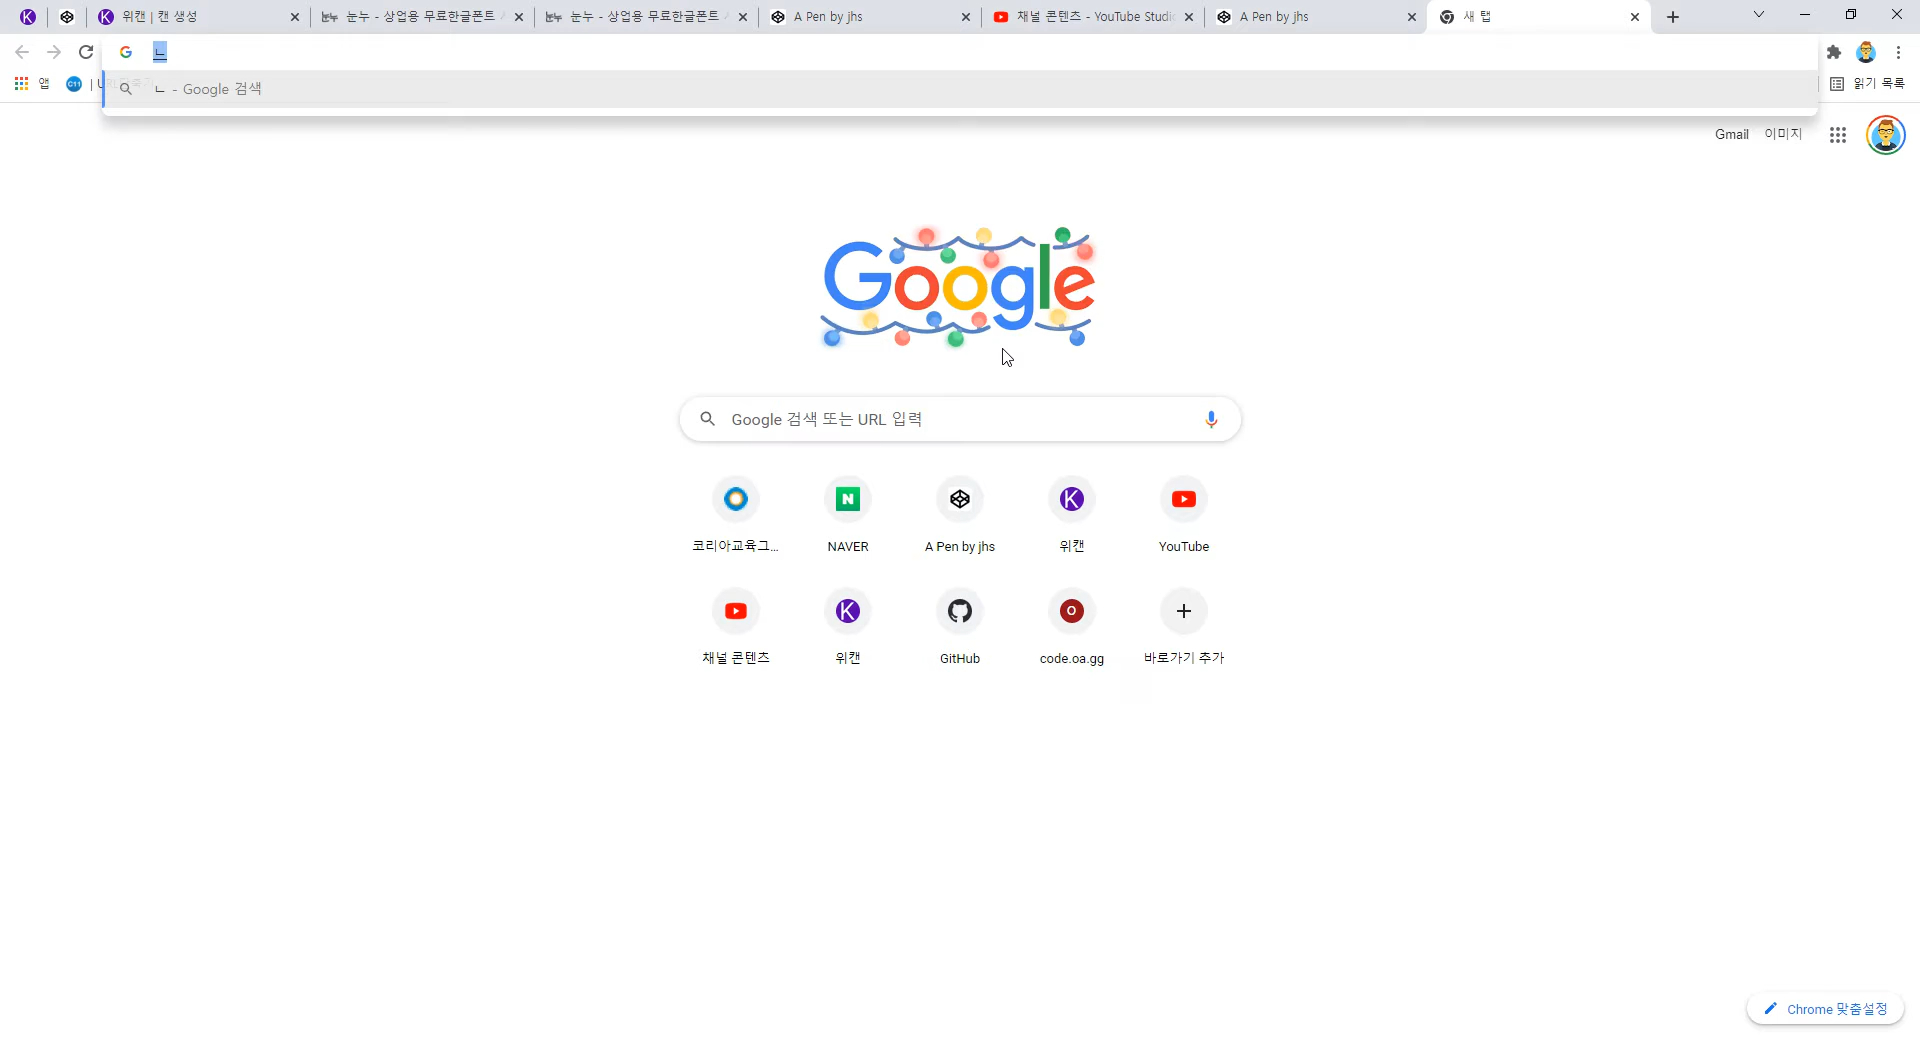 위캔 | 캔 생성
눈누 - 상업용 무료한글폰트
눈누 - 상업용 무료한글폰트
A Pen by jhs
채널 콘텐츠 - YouTube Studi
A Pen by jhs
새 탭
ㄴ
앱
ㄴ - Google 검색
읽기 목록
Gmail 이미지
Google
Google 검색 또는 URL 입력
코리아교육그...
NAVER
A Pen by jhs
위캔
YouTube
채널 콘텐츠
위캔
GitHub
code.oa.gg
바로가기 추가
Chrome 맞춤설정